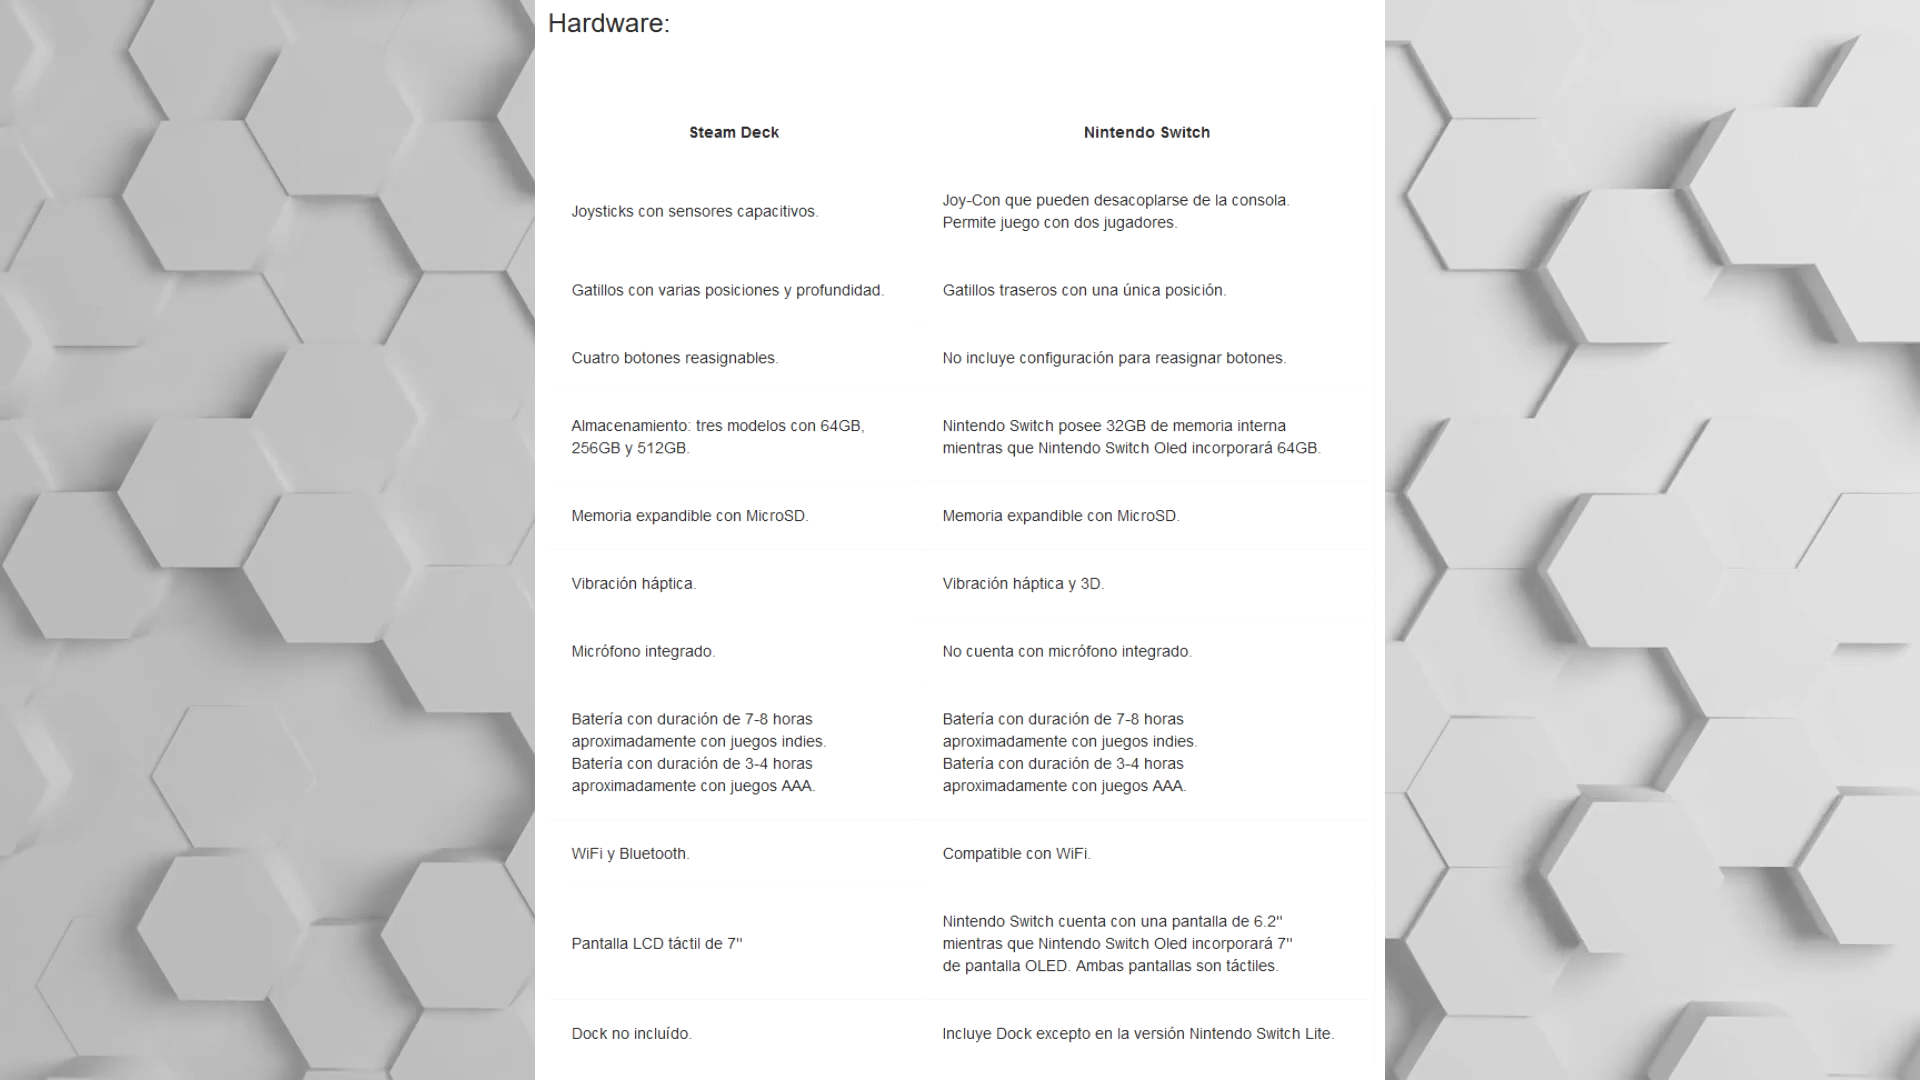 Hardware:
Steam Deck
Nintendo Switch
Joysticks con sensores capacitivos.
Joy-Con que pueden desacoplarse de la consola.
Permite juego con dos jugadores.
Gatillos con varias posiciones y profundidad.
Gatillos traseros con una única posición.
Cuatro botones reasignables.
No incluye configuración para reasignar botones.
Almacenamiento: tres modelos con 64GB,
256GB y 512GB.
Nintendo Switch posee 32GB de memoria interna
mientras que Nintendo Switch Oled incorporará 64GB.
Memoria expandible con MicroSD.
Memoria expandible con MicroSD.
Vibración háptica.
Vibración háptica y 3D.
Micrófono integrado.
No cuenta con micrófono integrado.
Batería con duración de 7-8 horas
aproximadamente con juegos indies.
Batería con duración de 3-4 horas
aproximadamente con juegos AAA.
Batería con duración de 7-8 horas
aproximadamente con juegos indies.
Batería con duración de 3-4 horas
aproximadamente con juegos AAA.
WiFi y Bluetooth.
Compatible con WiFi.
Pantalla LCD táctil de 7''
Nintendo Switch cuenta con una pantalla de 6.2''
mientras que Nintendo Switch Oled incorporará 7''
de pantalla OLED. Ambas pantallas son táctiles.
Dock no incluído.
Incluye Dock excepto en la versión Nintendo Switch Lite.